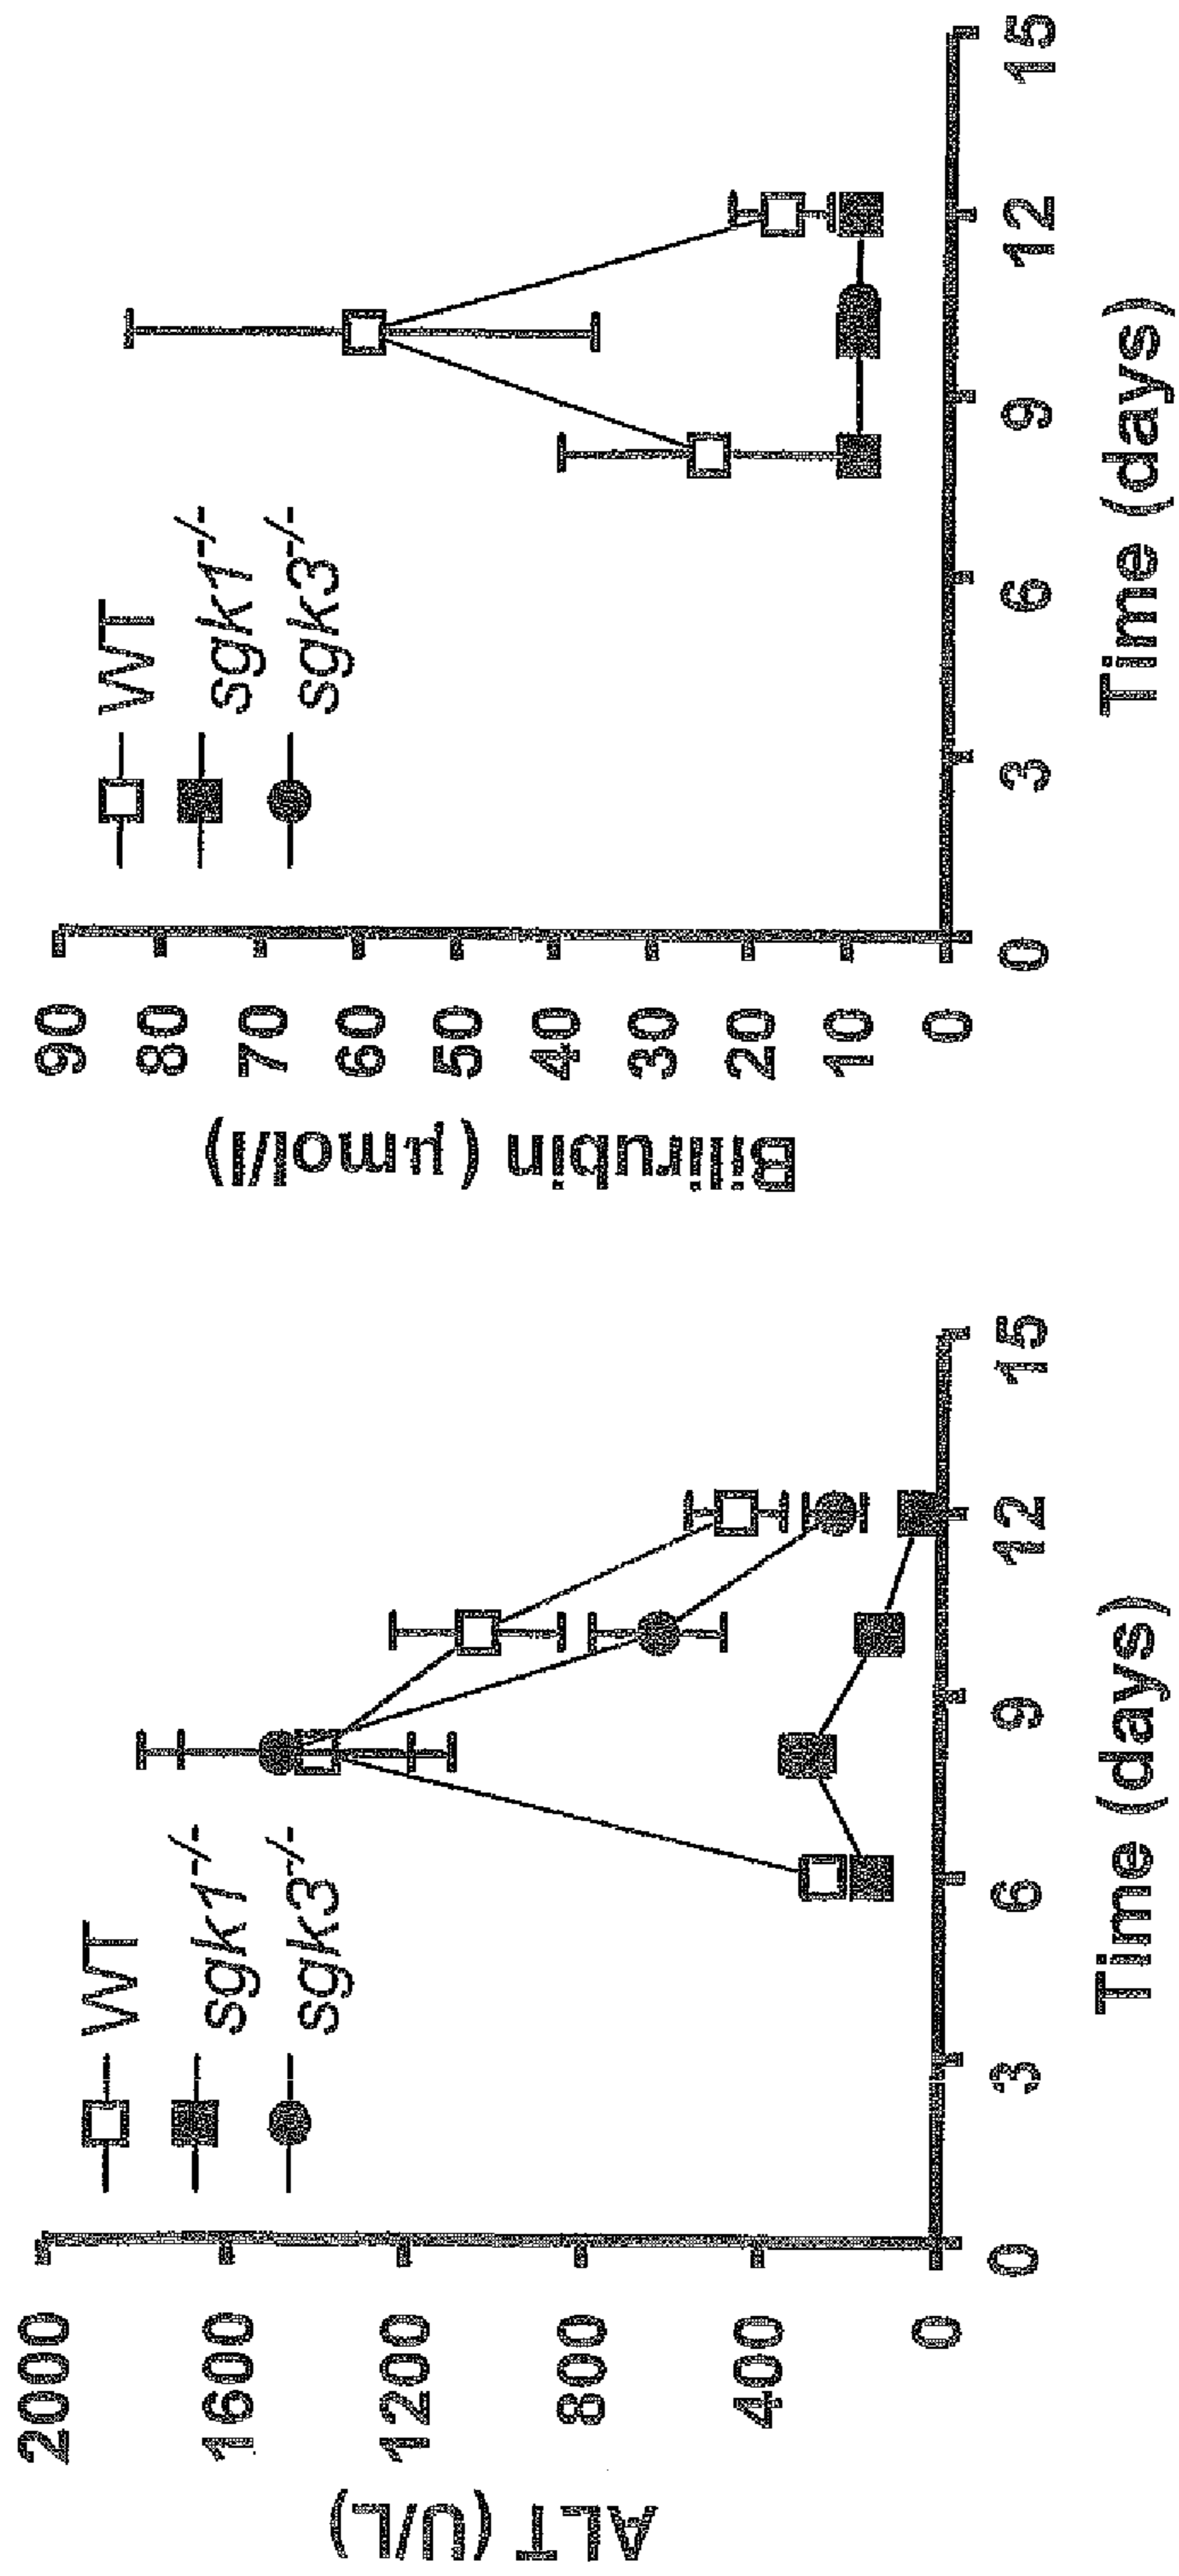 ALT (U/L)
2000
1600
1200
800
400
0
WT
sgk1-/-
sgk3-/-
0
3
6
9
12
15
Time (days)
Bilirubin (μmol/l)
90
80
70
60
50
40
30
20
10
0
WT
sgk1-/-
sgk3-/-
0
3
6
9
12
15
Time (days)